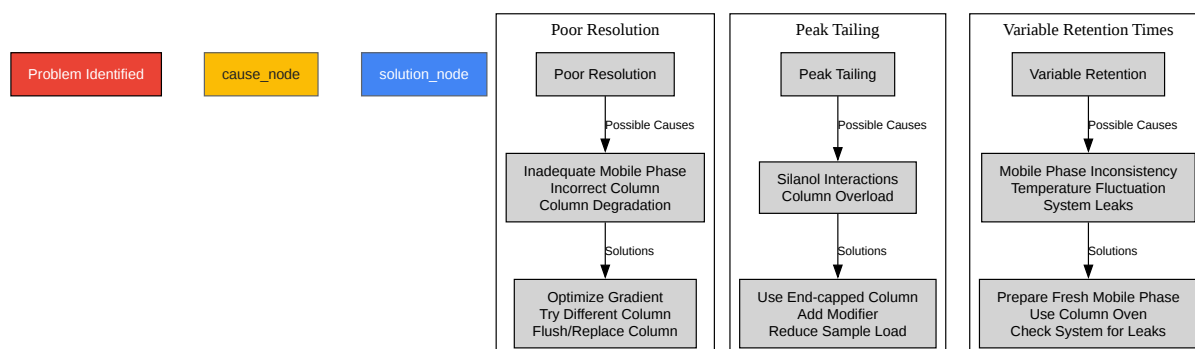 Problem Identified
cause_node
solution_node
Poor Resolution
Poor Resolution
Possible Causes
Inadequate Mobile Phase
Incorrect Column
Column Degradation
Solutions
Optimize Gradient
Try Different Column
Flush/Replace Column
Peak Tailing
Peak Tailing
Possible Causes
Silanol Interactions
Column Overload
Solutions
Use End-capped Column
Add Modifier
Reduce Sample Load
Variable Retention Times
Variable Retention
Possible Causes
Mobile Phase Inconsistency
Temperature Fluctuation
System Leaks
Solutions
Prepare Fresh Mobile Phase
Use Column Oven
Check System for Leaks